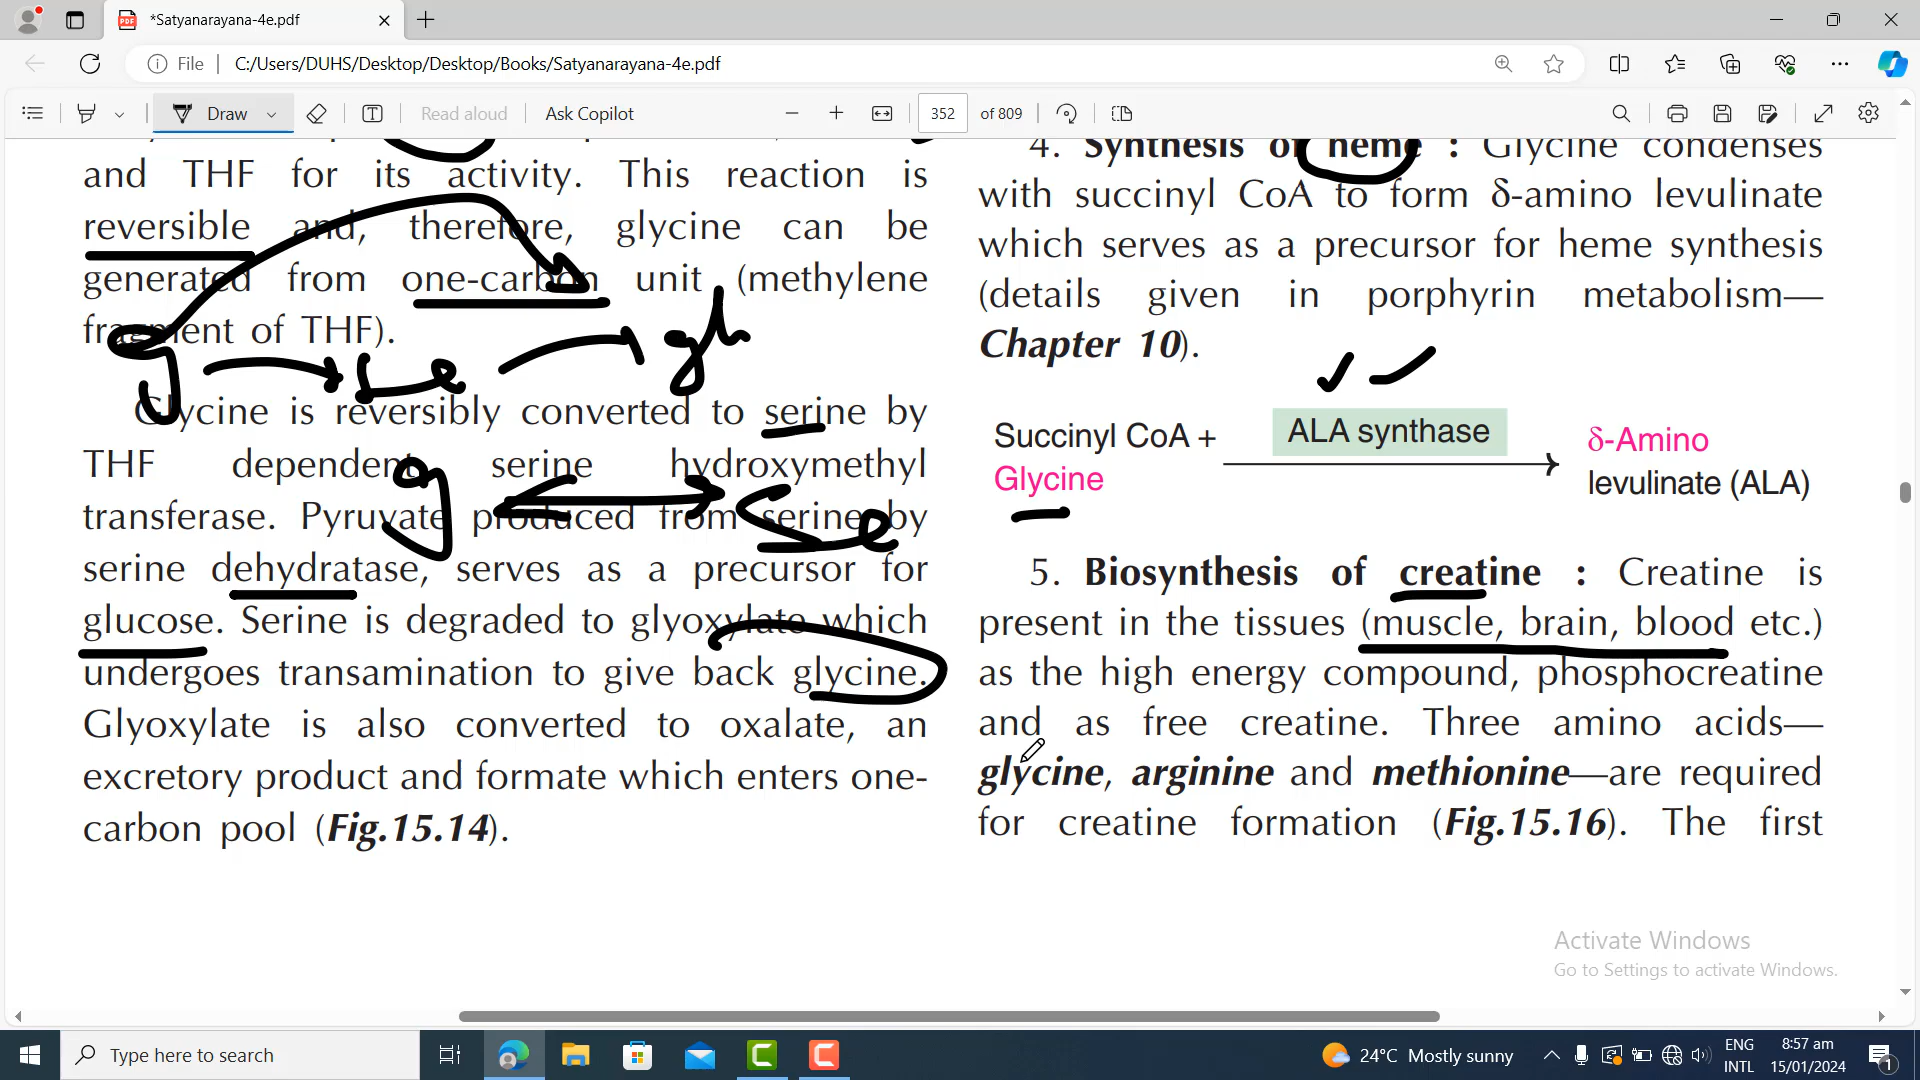 *Satyanarayana-4e.pdf
File
C:/Users/DUHS/Desktop/Desktop/Books/Satyanarayana-4e.pdf
Draw
Read aloud
Ask Copilot
352
of 809
and THF for its activity. This reaction is
reversible and, therefore, glycine can be
generated from one-carbon unit (methylene
fragment of THF).
Glycine is reversibly converted to serine by
THF dependent serine hydroxymethyl
transferase. Pyruvate produced from serine by
serine dehydratase, serves as a precursor for
glucose. Serine is degraded to glyoxylate which
undergoes transamination to give back glycine.
Glyoxylate is also converted to oxalate, an
excretory product and formate which enters one-
carbon pool (Fig.15.14).
4. Synthesis of heme : Glycine condenses
with succinyl CoA to form δ-amino levulinate
which serves as a precursor for heme synthesis
(details given in porphyrin metabolism—
Chapter 10).
Succinyl CoA +
Glycine
ALA synthase
δ-Amino
levulinate (ALA)
5. Biosynthesis of creatine : Creatine is
present in the tissues (muscle, brain, blood etc.)
as the high energy compound, phosphocreatine
and as free creatine. Three amino acids—
glycine, arginine and methionine—are required
for creatine formation (Fig.15.16). The first
Activate Windows
Go to Settings to activate Windows.
Type here to search
24°C Mostly sunny
ENG
INTL
8:57 am
15/01/2024
1